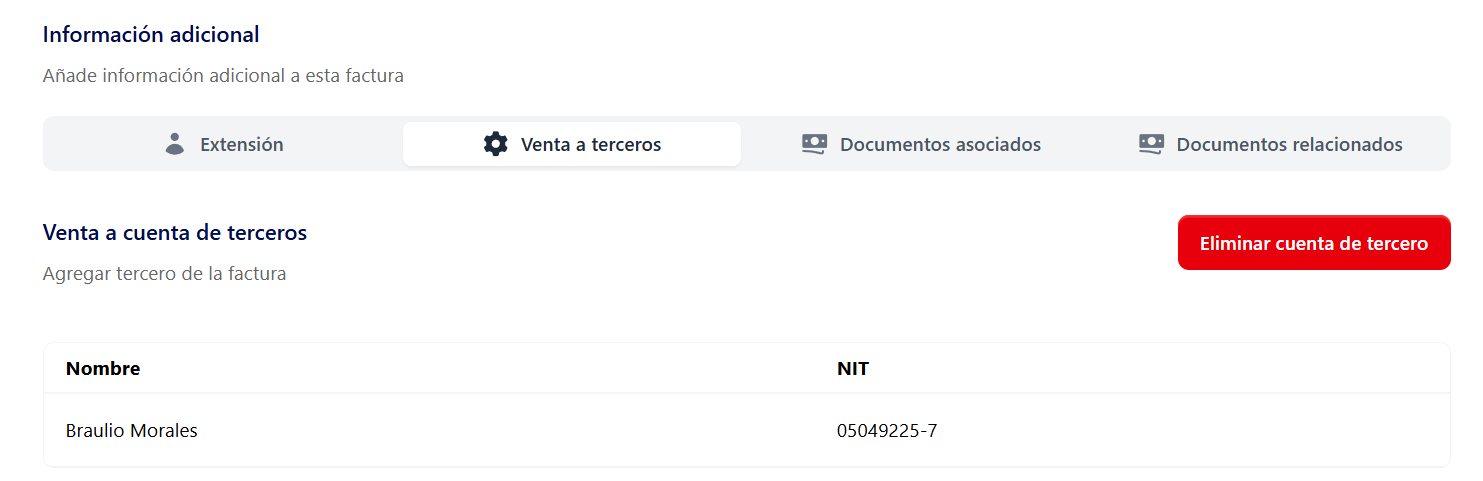 Información adicional
Añade información adicional a esta factura
Extensión
Venta a terceros
Documentos asociados
Documentos relacionados
Venta a cuenta de terceros
Eliminar cuenta de tercero
Agregar tercero de la factura
Nombre NIT
Braulio Morales 05049225-7